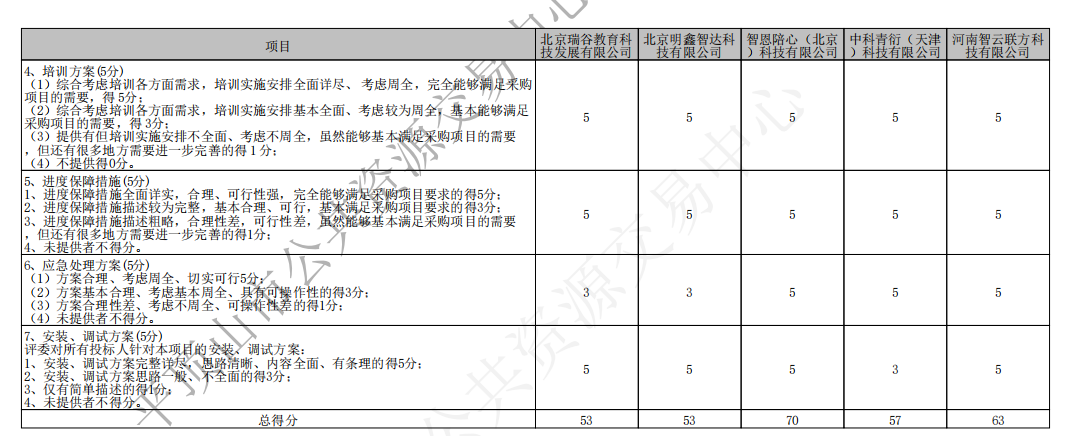 项目
北京瑞谷教育科
技发展有限公司
北京明鑫智达科
技有限公司
智恩陪心（北京
）科技有限公司
中科青衍（天津
）科技有限公司
河南智云联方科
技有限公司
4、培训方案(5分)
（1）综合考虑培训各方面需求，培训实施安排全面详尽、 考虑周全，完全能够满足采购
项目的需要，得 5分；
（2）综合考虑培训各方面需求，培训实施安排基本全面、考虑较为周全，基本能够满足
采购项目的需要，得 3分；
（3）提供有但培训实施安排不全面、考虑不周全，虽然能够基本满足采购项目的需要
，但还有很多地方需要进一步完善的得 1 分；
（4）不提供得0分。
5 5 5 5 5
5、进度保障措施(5分)
1、进度保障措施全面详实，合理、可行性强，完全能够满足采购项目要求的得5分；
2、进度保障措施描述较为完整，基本合理、可行，基本满足采购项目要求的得3分；
3、进度保障措施描述粗略，合理性差，可行性差，虽然能够基本满足采购项目的需要
，但还有很多地方需要进一步完善的得1分；
4、未提供者不得分。
5 5 5 5 5
6、应急处理方案(5分)
（1）方案合理、考虑周全、切实可行5分；
（2）方案基本合理、考虑基本周全、具有可操作性的得3分；
（3）方案合理性差、考虑不周全、可操作性差的得1分；
（4）未提供者不得分。
3 3 5 5 5
7、安装、调试方案(5分)
评委对所有投标人针对本项目的安装、调试方案：
1、安装、调试方案完整详尽、思路清晰、内容全面、有条理的得5分；
2、安装、调试方案思路一般、不全面的得3分；
3、仅有简单描述的得1分；
4、未提供者不得分。
5 5 5 3 5
总得分 53 53 70 57 63
平顶山市公共资源交易中心
公共资源交易中心